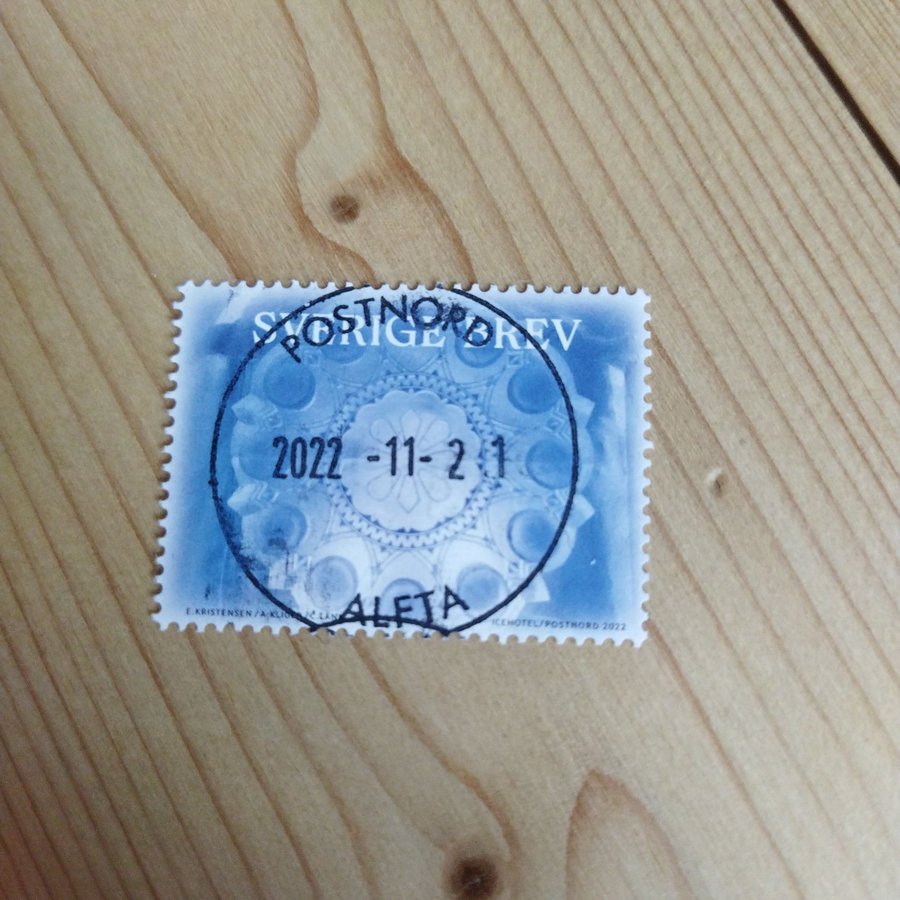 SVERIGE BREV
POSTNORD
2022 -11- 2 1
ALFTA
E.KRISTENSEN/A.
ICEHOTEL/POSTNORD 2022